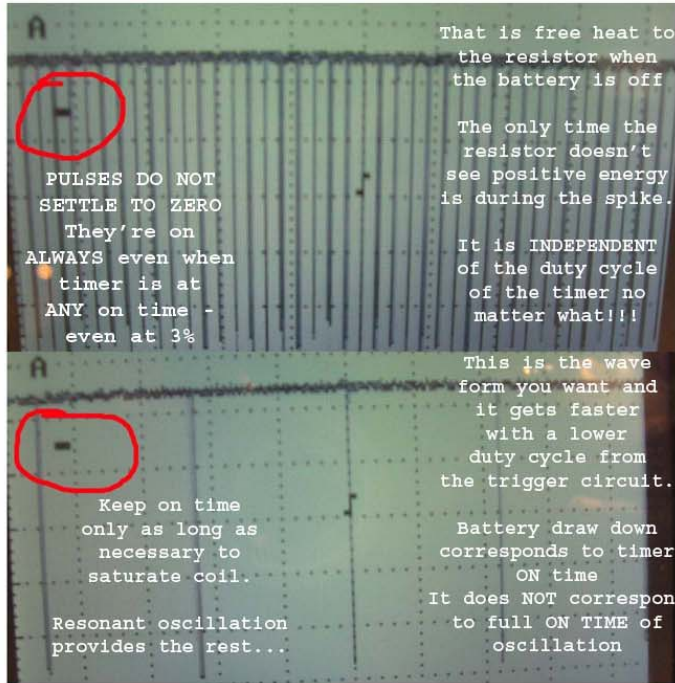 A
That is free heat to
the resistor when
the battery is off
The only time the
resistor doesn't
see positive energy
is during the spike.
It is INDEPENDENT
of the duty cycle
of the timer no
matter what!!!
PULSES DO NOT
SETTLE TO ZERO
They're on
ALWAYS even when
timer is at
ANY on time -
even at 3%
A
This is the wave
form you want and
it gets faster
with a lower
duty cycle from
the trigger circuit.
Battery draw down
corresponds to timer
ON time
It does NOT correspon
to full ON TIME of
oscillation
Keep on time
only as long as
necessary to
saturate coil.
Resonant oscillation
provides the rest...